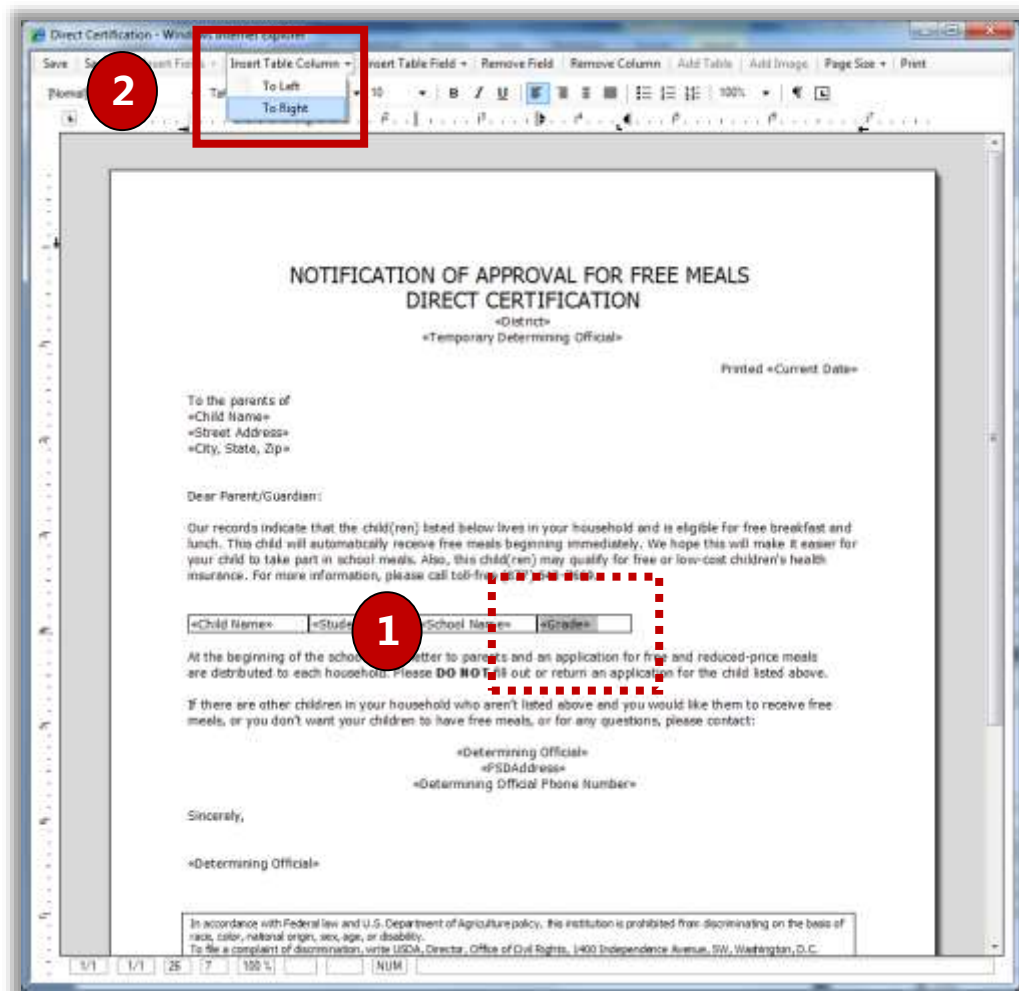 Direct Certification - Windows Internet Explorer
Save Insert Table Column Insert Table Field Remove Field Remove Column Add Table Add Image Page Size Print
To Left
2
10 B I U 100%
To Right
NOTIFICATION OF APPROVAL FOR FREE MEALS
DIRECT CERTIFICATION
«District»
«Temporary Determining Official»
Printed «Current Date»
To the parents of
«Child Name»
«Street Address»
«City, State, Zip»
Dear Parent/Guardian:
Our records indicate that the child(ren) listed below lives in your household and is eligible for free breakfast and
lunch. This child will automatically receive free meals beginning immediately. We hope this will make it easier for
your child to take part in school meals. Also, this child(ren) may qualify for free or low-cost children's health
insurance. For more information, please call toll-free
«Child Name» «Stude 1 «School Name» «Grade»
At the beginning of the school etter to parents and an application for free and reduced-price meals
are distributed to each household. Please DO NOT fill out or return an application for the child listed above.
If there are other children in your household who aren't listed above and you would like them to receive free
meals, or you don't want your children to have free meals, or for any questions, please contact:
«Determining Official»
«FSDAddress»
«Determining Official Phone Number»
Sincerely,
«Determining Official»
In accordance with Federal law and U.S. Department of Agriculture policy, this institution is prohibited from discriminating on the basis of
race, color, national origin, sex, age, or disability.
To file a complaint of discrimination, write USDA, Director, Office of Civil Rights, 1400 Independence Avenue, SW, Washington, D.C.
1/1 1/1 26 7 100 % NUM